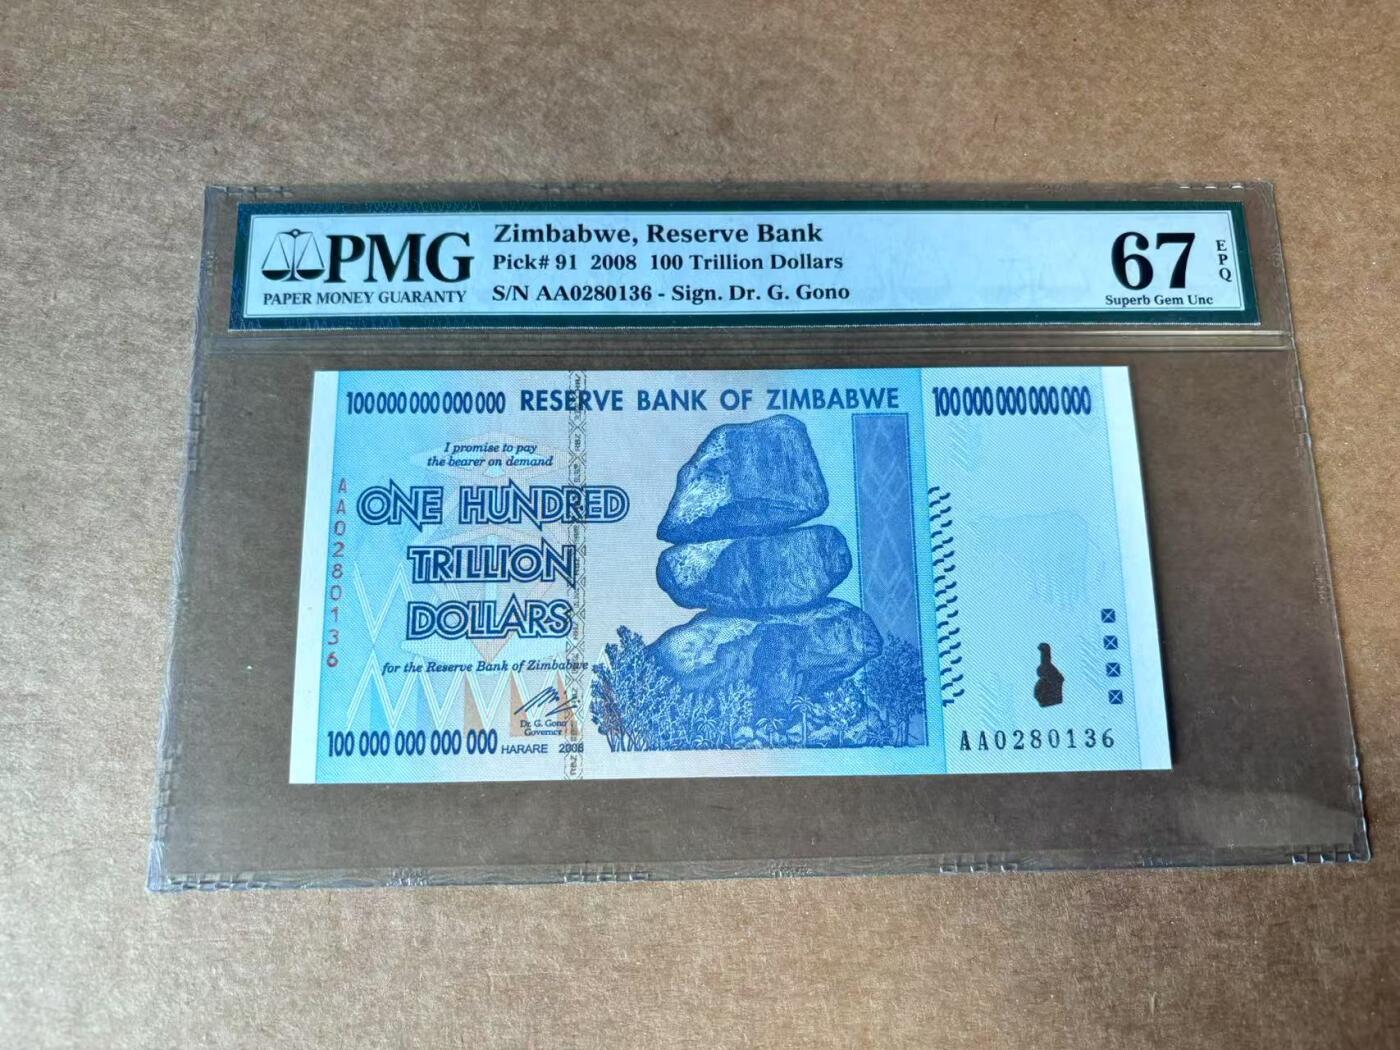 PMG
PAPER MONEY GUARANTY
Zimbabwe, Reserve Bank
Pick# 91 2008 100 Trillion Dollars
S/N AA0280136 - Sign. Dr. G. Gono
67
EPQ
Superb Gem Unc
100 000 000 000 000 RESERVE BANK OF ZIMBABWE 100 000 000 000 000
I promise to pay
the bearer on demand
ONE HUNDRED
TRILLION
DOLLARS
AA0280136
for the Reserve Bank of Zimbabwe
Dr. G. Gono
Governor
100 000 000 000 000 HARARE 2008
AA0280136